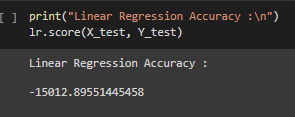 [ ] print("Linear Regression Accuracy :\n")
lr.score(X_test, Y_test)
Linear Regression Accuracy :
-15012.89551445458